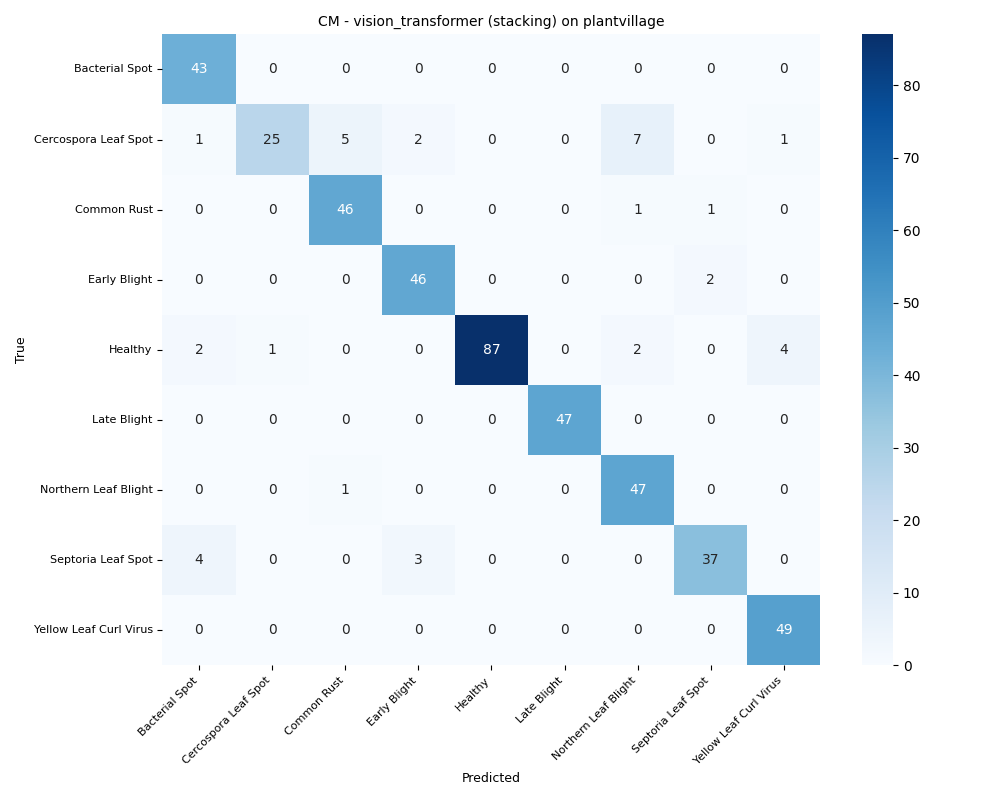 CM - vision_transformer (stacking) on plantvillage
True
Bacterial Spot 43 0 0 0 0 0 0 0 0
Cercospora Leaf Spot 1 25 5 2 0 0 7 0 1
Common Rust 0 0 46 0 0 0 1 1 0
Early Blight 0 0 0 46 0 0 0 2 0
Healthy 2 1 0 0 87 0 2 0 4
Late Blight 0 0 0 0 0 47 0 0 0
Northern Leaf Blight 0 0 1 0 0 0 47 0 0
Septoria Leaf Spot 4 0 0 3 0 0 0 37 0
Yellow Leaf Curl Virus 0 0 0 0 0 0 0 0 49
Bacterial Spot
Cercospora Leaf Spot
Common Rust
Early Blight
Healthy
Late Blight
Northern Leaf Blight
Septoria Leaf Spot
Yellow Leaf Curl Virus
Predicted
80
70
60
50
40
30
20
10
0